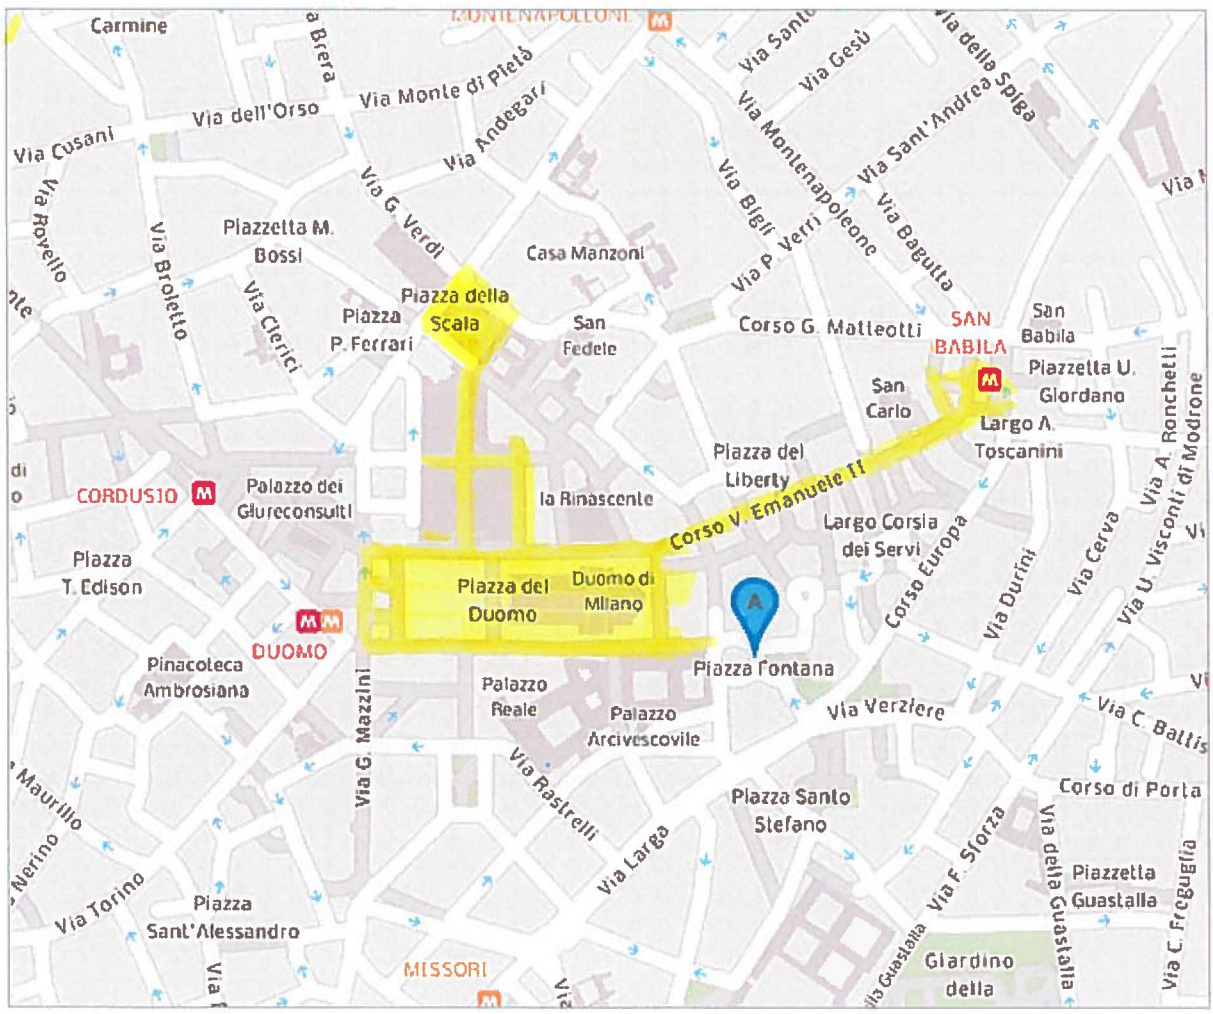 Carmine
Via dell'Orso
Via Monte di Pietà
MONTENAPOLEONE
M
Via Gesù
Via della Spiga
Via Cusani
Via Andegari
Via Montenapoleone
Via Sant'Andrea
Via Rovello
Via Broletto
Piazzetta M.
Bossi
Via G. Verdi
Casa Manzoni
Via Bigli
Via P. Verri
Via Bagutta
Via Clerici
Piazza
P. Ferrari
Piazza della
Scala
San
Fedele
Corso G. Matteotti
SAN
BABILA
M
San
Babila
Piazzetta U.
Giordano
San
Carlo
Largo A.
Toscanini
Via A. Ronchetti
Via U. Visconti di Modrone
di
CORDUSIO
M
Palazzo dei
Giureconsulti
la Rinascente
Piazza del
Liberty
Corso V. Emanuele II
Largo Corsia
dei Servi
Corso Europa
Via Cerva
Via Durini
Piazza
T. Edison
Piazza del
Duomo
Duomo di
Milano
A
M
M
DUOMO
Piazza Fontana
Pinacoteca
Ambrosiana
Via G. Mazzini
Palazzo
Reale
Palazzo
Arcivescovile
Via Verziere
Via C. Battis
Via Rastrelli
Via Larga
Piazza Santo
Stefano
Corso di Porta
Maurillo
Nerino
Via Torino
Piazza
Sant'Alessandro
Via F. Sforza
Via della Guastalla
Piazzetta
Guastalla
Via C. Freguglia
MISSORI
M
Guastalla
Giardino
della